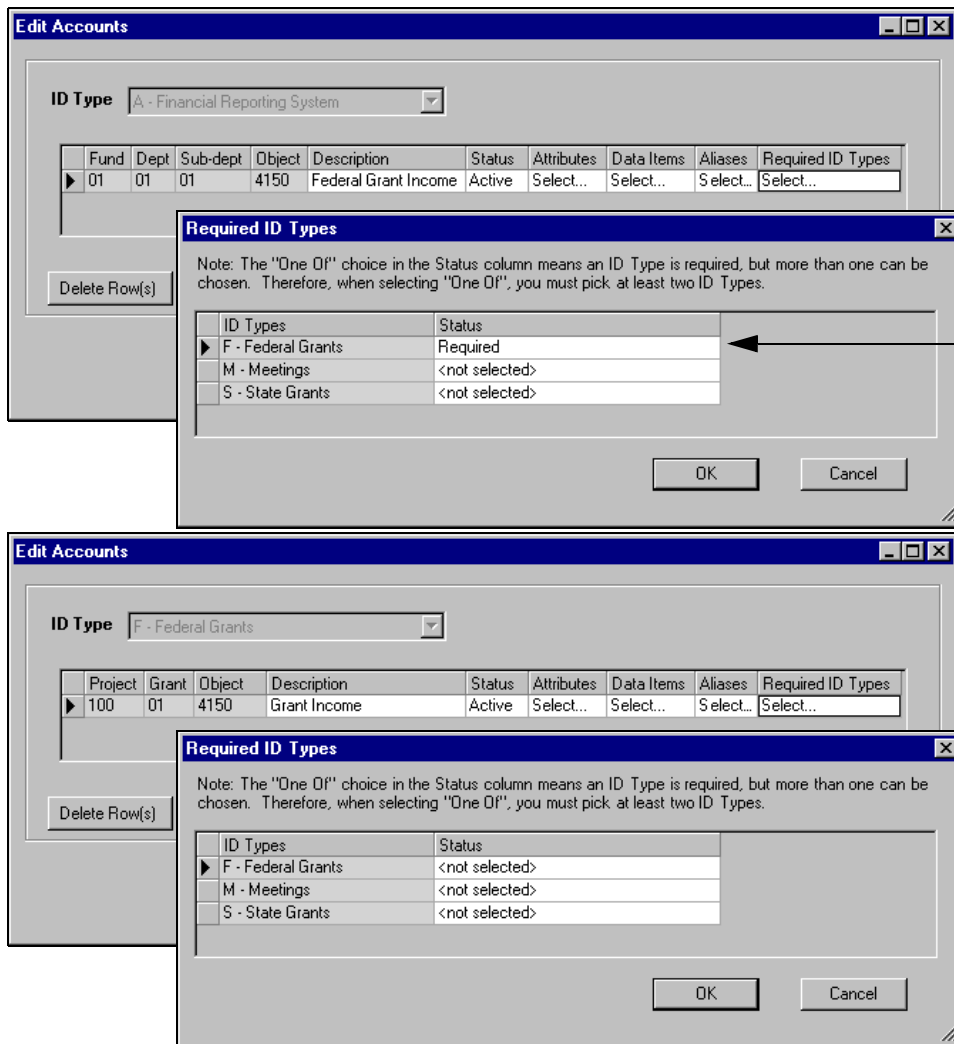 Edit Accounts
ID Type A - Financial Reporting System
Fund Dept Sub-dept Object Description Status Attributes Data Items Aliases Required ID Types
01 01 01 4150 Federal Grant Income Active Select... Select... Select... Select...
Required ID Types
Note: The "One Of" choice in the Status column means an ID Type is required, but more than one can be
chosen. Therefore, when selecting "One Of", you must pick at least two ID Types.
Delete Row(s)
ID Types Status
F - Federal Grants Required
M - Meetings <not selected>
S - State Grants <not selected>
OK Cancel
Edit Accounts
ID Type F - Federal Grants
Project Grant Object Description Status Attributes Data Items Aliases Required ID Types
100 01 4150 Grant Income Active Select... Select... Select... Select...
Required ID Types
Note: The "One Of" choice in the Status column means an ID Type is required, but more than one can be
chosen. Therefore, when selecting "One Of", you must pick at least two ID Types.
Delete Row(s)
ID Types Status
F - Federal Grants <not selected>
M - Meetings <not selected>
S - State Grants <not selected>
OK Cancel